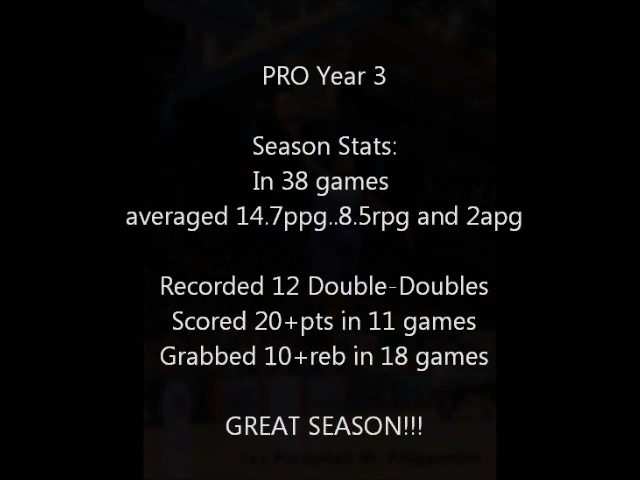 PRO Year 3
Season Stats:
In 38 games
averaged 14.7ppg..8.5rpg and 2apg
Recorded 12 Double-Doubles
Scored 20+pts in 11 games
Grabbed 10+reb in 18 games
GREAT SEASON!!!